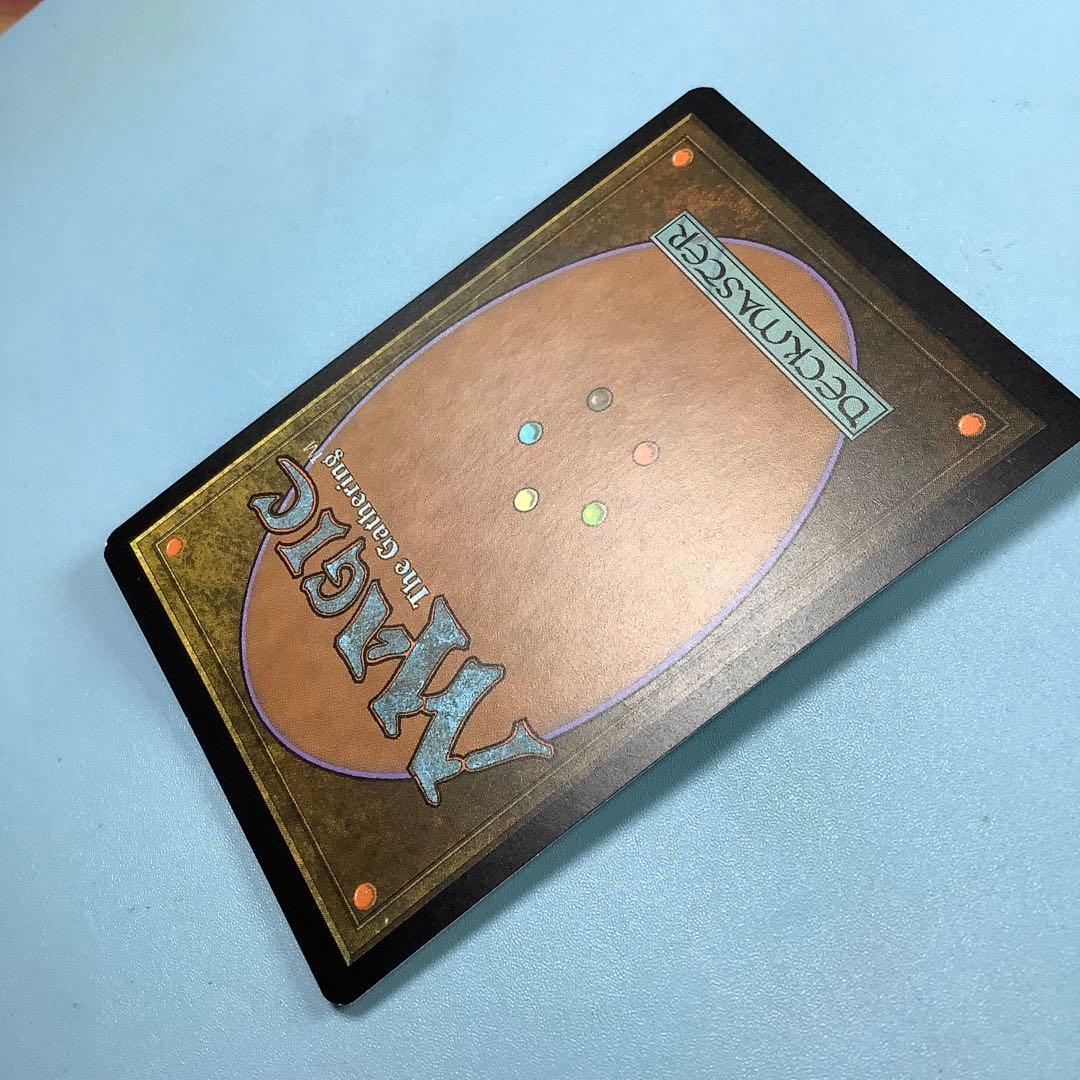 MAGIC
The Gathering™
DECKMASTER